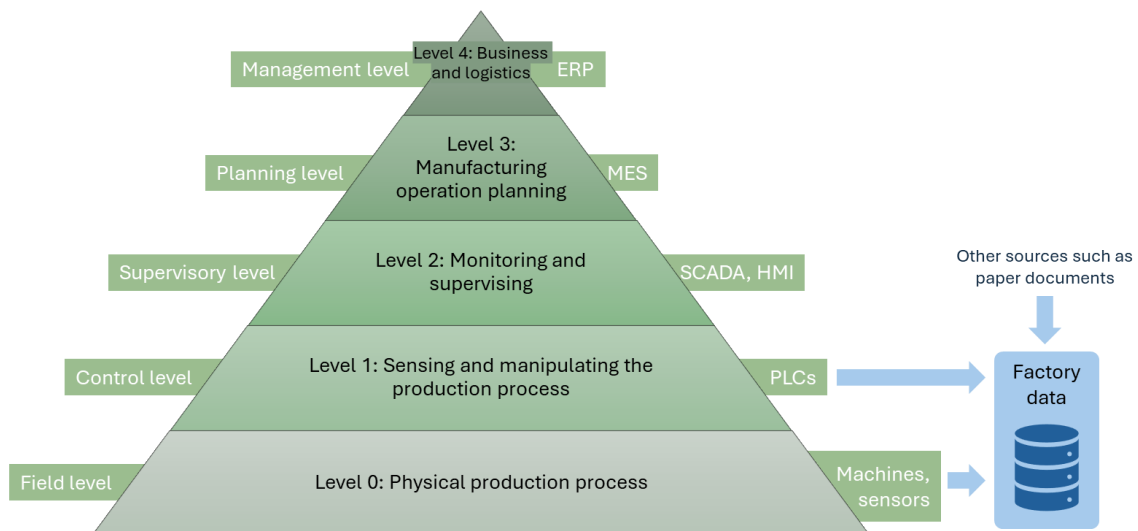 Level 4: Business
and logistics
Management level
ERP
Level 3:
Manufacturing
operation planning
Planning level
MES
Level 2: Monitoring and
supervising
Supervisory level
SCADA, HMI
Other sources such as
paper documents
Level 1: Sensing and manipulating the
production process
Control level
PLCs
Factory
data
Level 0: Physical production process
Field level
Machines,
sensors